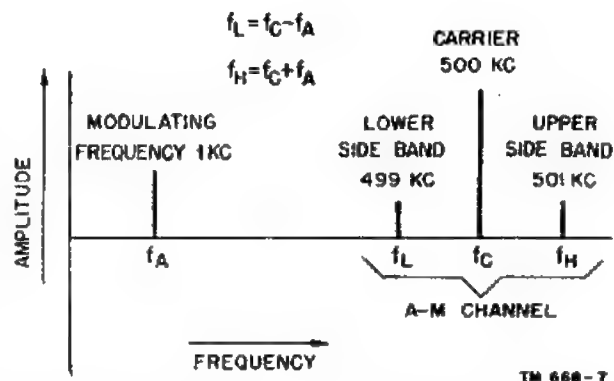 fL=fC-fA
fH=fC+fA
CARRIER
500 KC
MODULATING
FREQUENCY 1KC
LOWER
SIDE BAND
499 KC
UPPER
SIDE BAND
501 KC
AMPLITUDE
fA
fL
fC
fH
A-M CHANNEL
FREQUENCY
TM 668-7